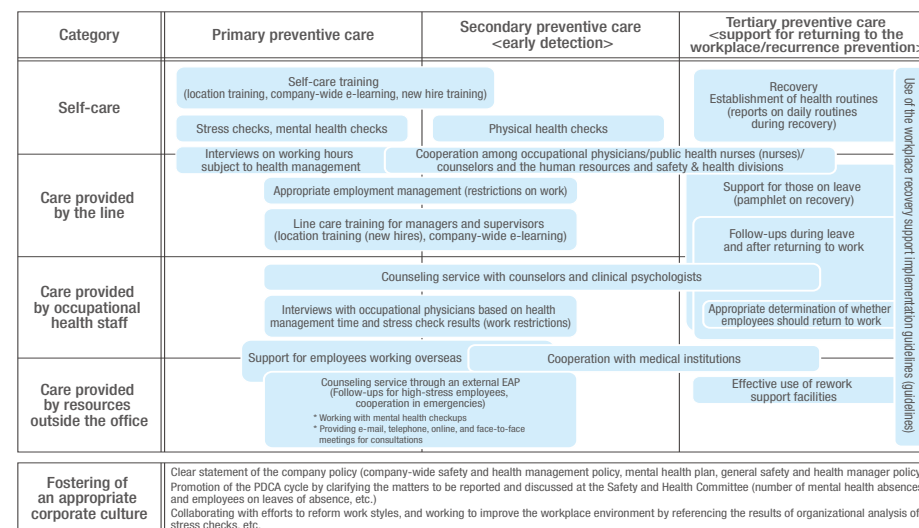 Category
Primary preventive care
Secondary preventive care
<early detection>
Tertiary preventive care
<support for returning to the
workplace/recurrence prevention>
Self-care
Self-care training
(location training, company-wide e-learning, new hire training)
Stress checks, mental health checks
Physical health checks
Recovery
Establishment of health routines
(reports on daily routines
during recovery)
Use of the workplace recovery support implementation guidelines (guidelines)
Care provided
by the line
Interviews on working hours
subject to health management
Cooperation among occupational physicians/public health nurses (nurses)/
counselors and the human resources and safety & health divisions
Appropriate employment management (restrictions on work)
Line care training for managers and supervisors
(location training (new hires), company-wide e-learning)
Support for those on leave
(pamphlet on recovery)
Follow-ups during leave
and after returning to work
Care provided
by occupational
health staff
Counseling service with counselors and clinical psychologists
Interviews with occupational physicians based on health
management time and stress check results (work restrictions)
Appropriate determination of whether
employees should return to work
Care provided
by resources
outside the office
Support for employees working overseas
Cooperation with medical institutions
Counseling service through an external EAP
(Follow-ups for high-stress employees,
cooperation in emergencies)
* Working with mental health checkups
* Providing e-mail, telephone, online, and face-to-face
meetings for consultations
Effective use of rework
support facilities
Fostering of
an appropriate
corporate culture
Clear statement of the company policy (company-wide safety and health management policy, mental health plan, general safety and health manager policy
Promotion of the PDCA cycle by clarifying the matters to be reported and discussed at the Safety and Health Committee (number of mental health absences
and employees on leaves of absence, etc.)
Collaborating with efforts to reform work styles, and working to improve the workplace environment by referencing the results of organizational analysis of
stress checks, etc.